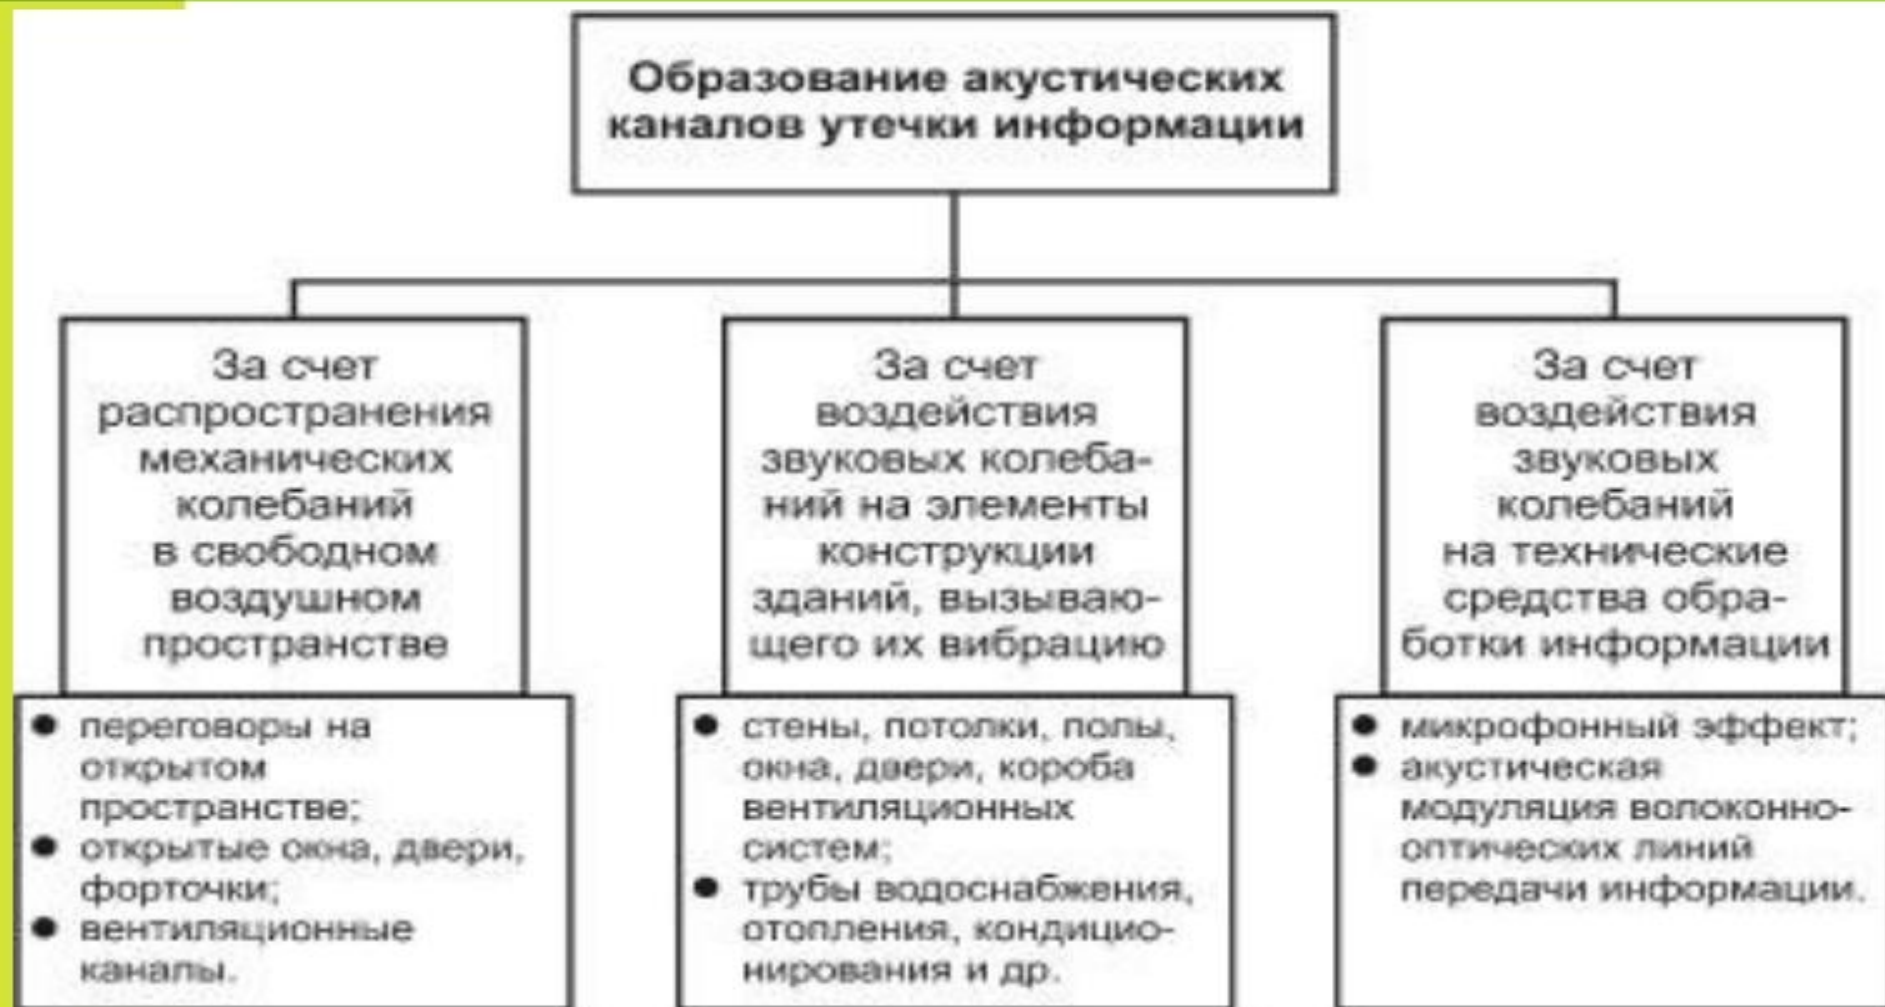 Образование акустических
каналов утечки информации
За счет
распространения
механических
колебаний
в свободном
воздушном
пространстве
● переговоры на
открытом
пространстве;
● открытые окна, двери,
форточки;
● вентиляционные
каналы.
За счет
воздействия
звуковых колеба-
ний на элементы
конструкции
зданий, вызываю-
щего их вибрацию
● стены, потолки, полы,
окна, двери, короба
вентиляционных
систем;
● трубы водоснабжения,
отопления, кондицио-
нирования и др.
За счет
воздействия
звуковых
колебаний
на технические
средства обра-
ботки информации
● микрофонный эффект;
● акустическая
модуляция волоконно-
оптических линий
передачи информации.